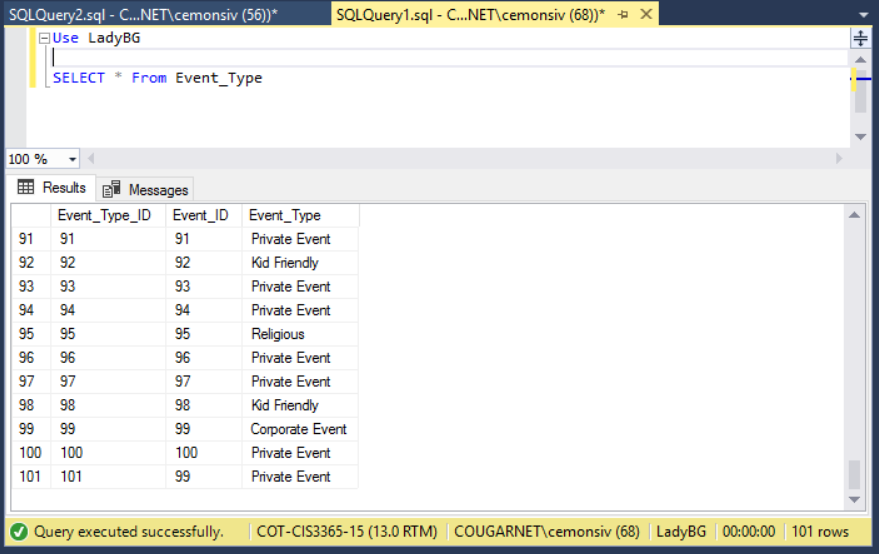 SQLQuery2.sql - C...NET\cemonsiv (56))* SQLQuery1.sql - C...NET\cemonsiv (68))*
Use LadyBG
SELECT * From Event_Type
100 %
Results Messages
Event_Type_ID Event_ID Event_Type
91 91 91 Private Event
92 92 92 Kid Friendly
93 93 93 Private Event
94 94 94 Private Event
95 95 95 Religious
96 96 96 Private Event
97 97 97 Private Event
98 98 98 Kid Friendly
99 99 99 Corporate Event
100 100 100 Private Event
101 101 99 Private Event
Query executed successfully. COT-CIS3365-15 (13.0 RTM) COUGARNET\cemonsiv (68) LadyBG 00:00:00 101 rows